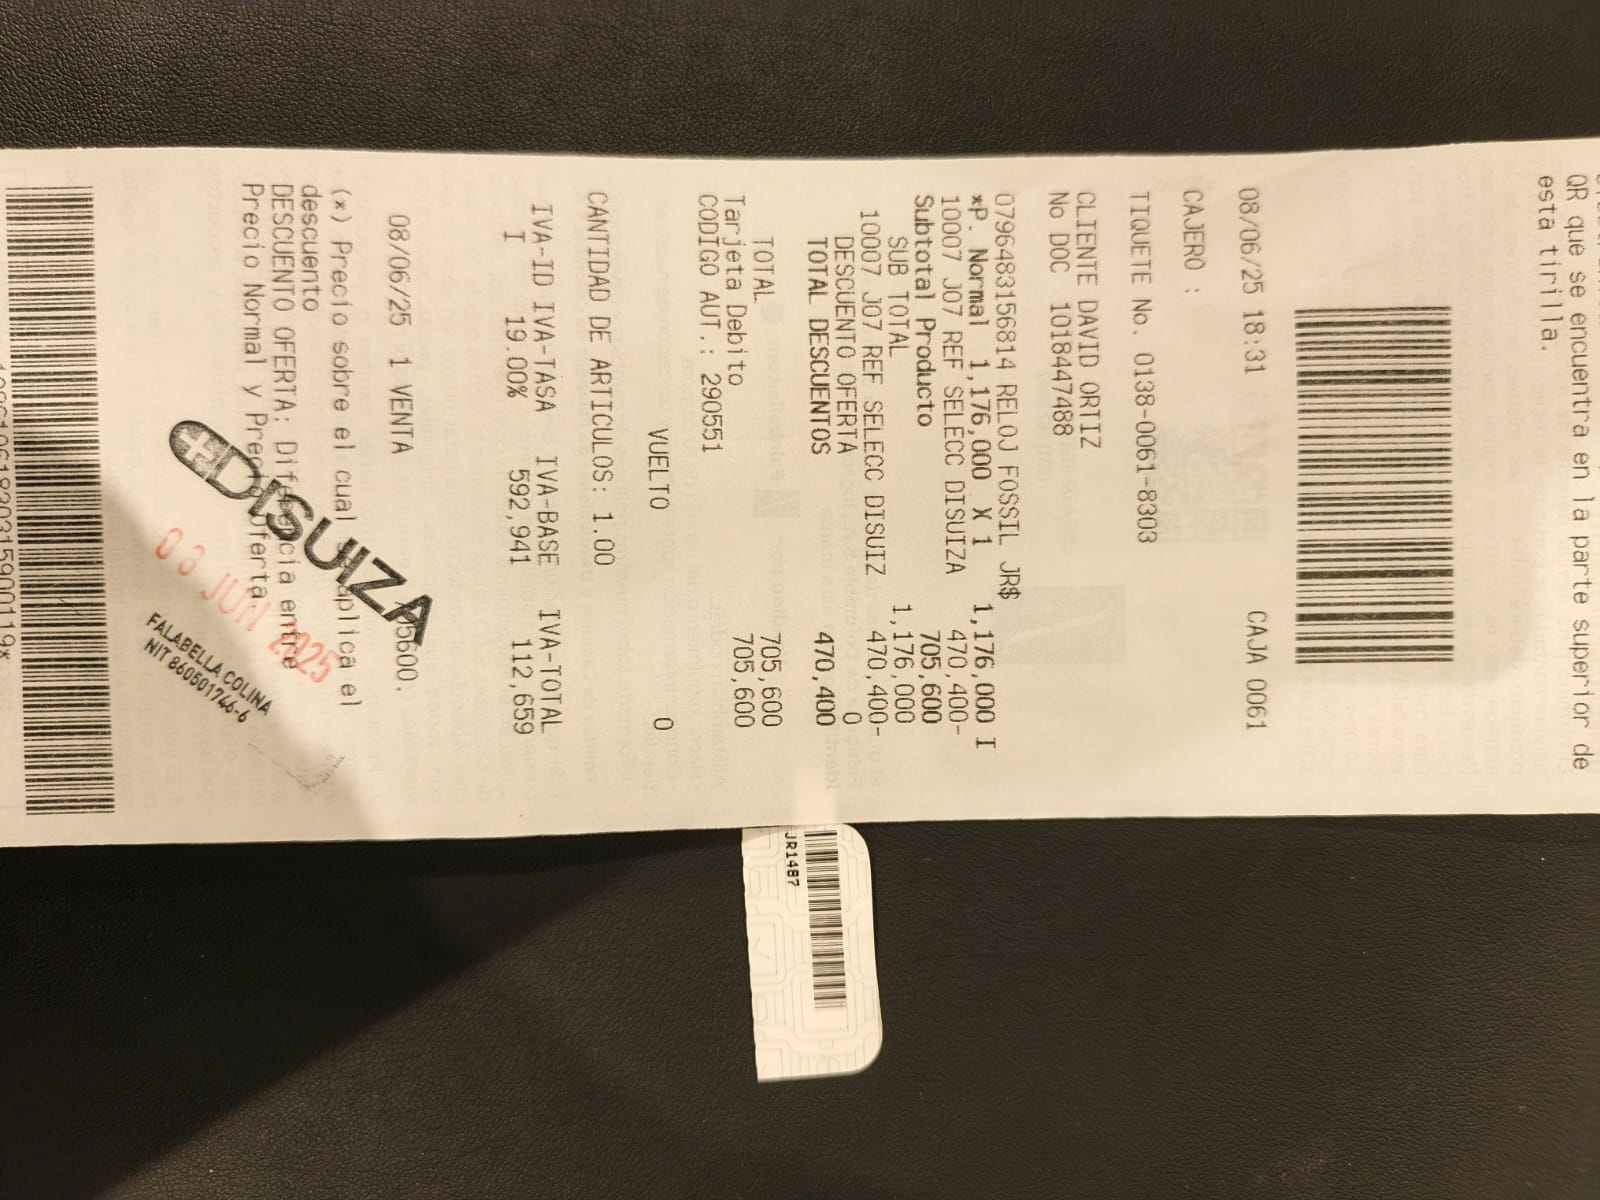 QR que se encuentra en la parte superior de
esta tirilla.
08/06/25 18:31 CAJA 0061
CAJERO :
TIQUETE No. 0138-0061-8303
CLIENTE DAVID ORTIZ
No DOC 1018447488
0796483156814 RELOJ FOSSIL JR$
*P. Normal 1,176,000 X 1 1,176,000 I
10007 J07 REF SELECC DISUIZA 470,400-
Subtotal Producto 705,600
SUB TOTAL 1,176,000
10007 J07 REF SELECC DISUIZ 470,400-
DESCUENTO OFERTA 0
TOTAL DESCUENTOS 470,400
TOTAL 705,600
Tarjeta Debito 705,600
CODIGO AUT.: 290551
VUELTO 0
CANTIDAD DE ARTICULOS: 1.00
IVA-ID IVA-TASA IVA-BASE IVA-TOTAL
I 19.00% 592,941 112,659
08/06/25 1 VENTA
(*) Precio sobre el cual aplica el
descuento
DESCUENTO OFERTA: Diferencia entre
Precio Normal y Precio Oferta
DISUIZA
08 JUN 2025
FALABELLA COLINA
NIT 860501746-6
JR1487